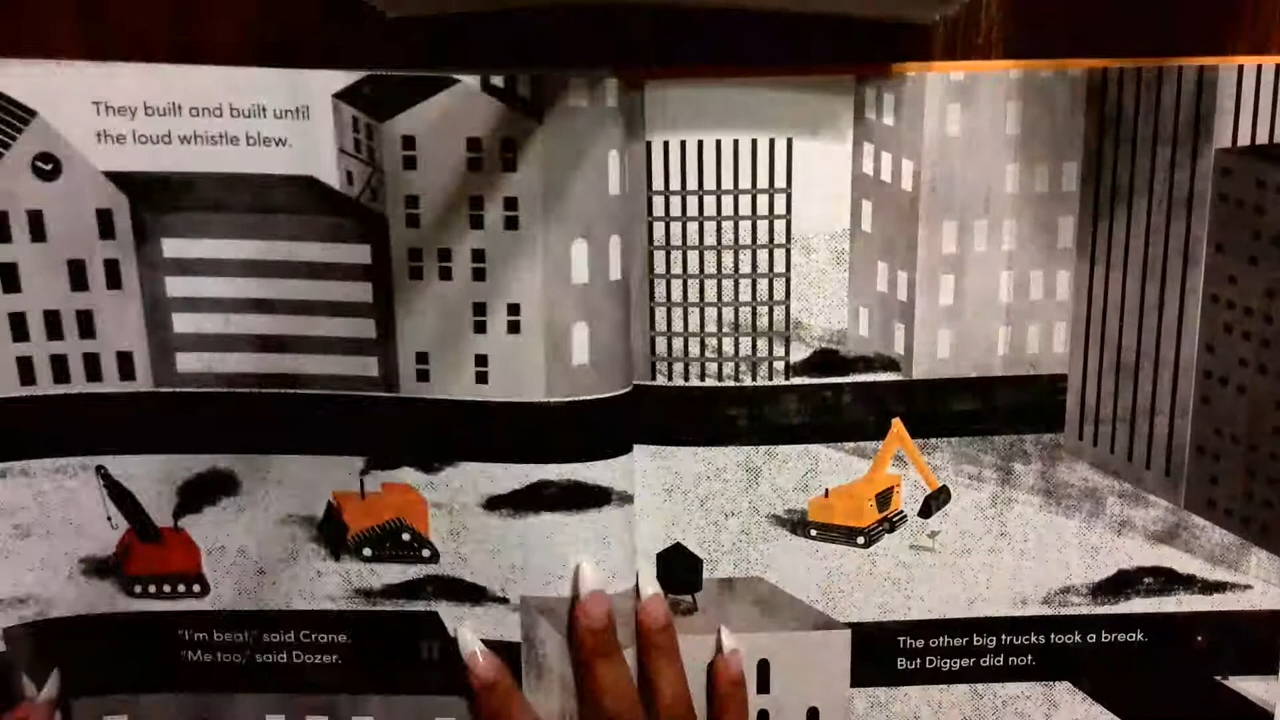 They built and built until
the loud whistle blew.
"I'm beat," said Crane.
"Me too," said Dozer.
The other big trucks took a break.
But Digger did not.